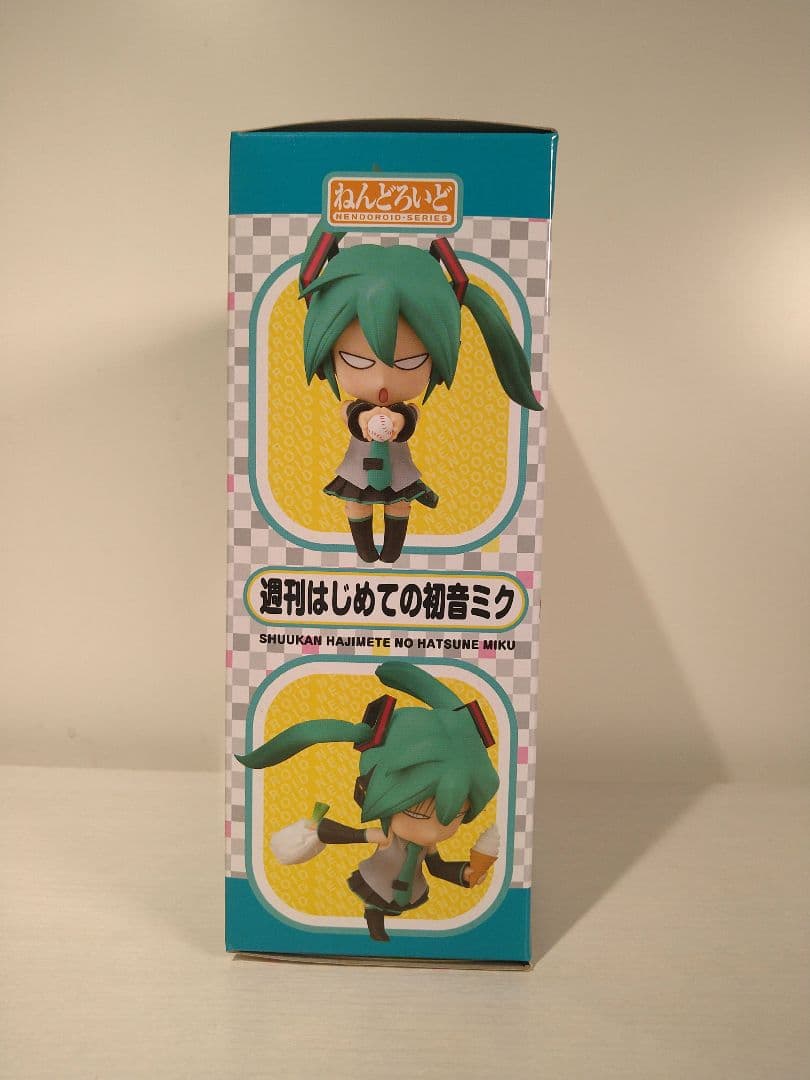 ねんどろいど
NENDOROID・SERIES
週刊はじめての初音ミク
SHUUKAN HAJIMETE NO HATSUNE MIKU